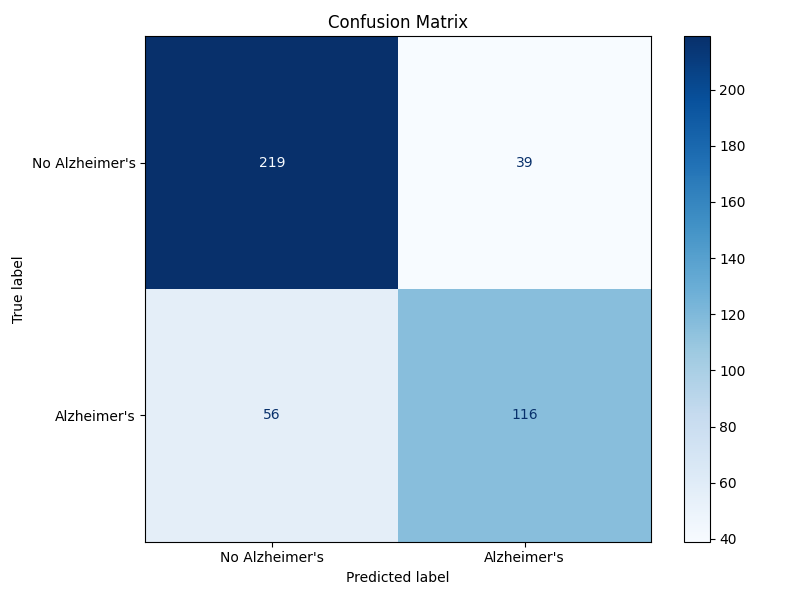 Confusion Matrix
No Alzheimer's
219
39
200
180
160
140
120
100
80
60
40
True label
Alzheimer's
56
116
No Alzheimer's
Alzheimer's
Predicted label